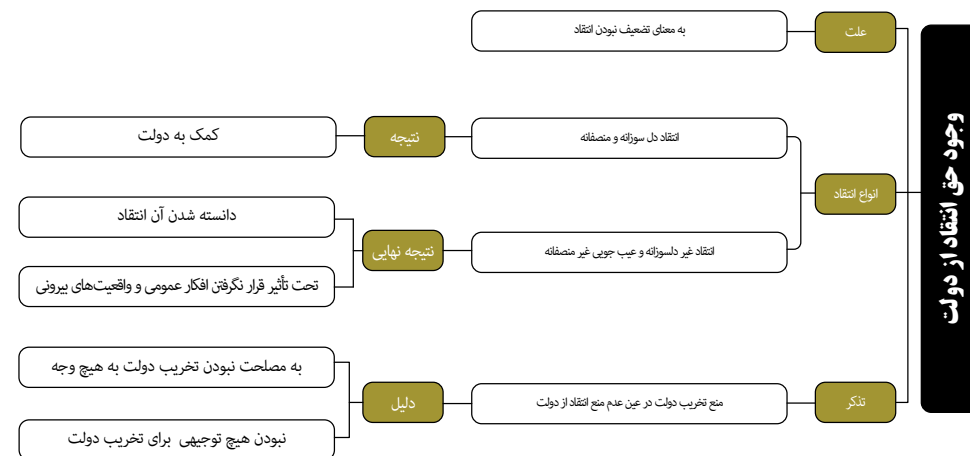 وجود حق انتقاد از دولت
علت
به معنای تضعیف نبودن انتقاد
انواع انتقاد
انتقاد دل سوزانه و منصفانه
نتیجه
کمک به دولت
انتقاد غیر دلسوزانه و عیب جویی غیر منصفانه
نتیجه نهایی
دانسته شدن آن انتقاد
تحت تأثیر قرار نگرفتن افکار عمومی و واقعیت‌های بیرونی
تذکر
منع تخریب دولت در عین عدم منع انتقاد از دولت
دلیل
به مصلحت نبودن تخریب دولت به هیچ وجه
نبودن هیچ توجیهی برای تخریب دولت